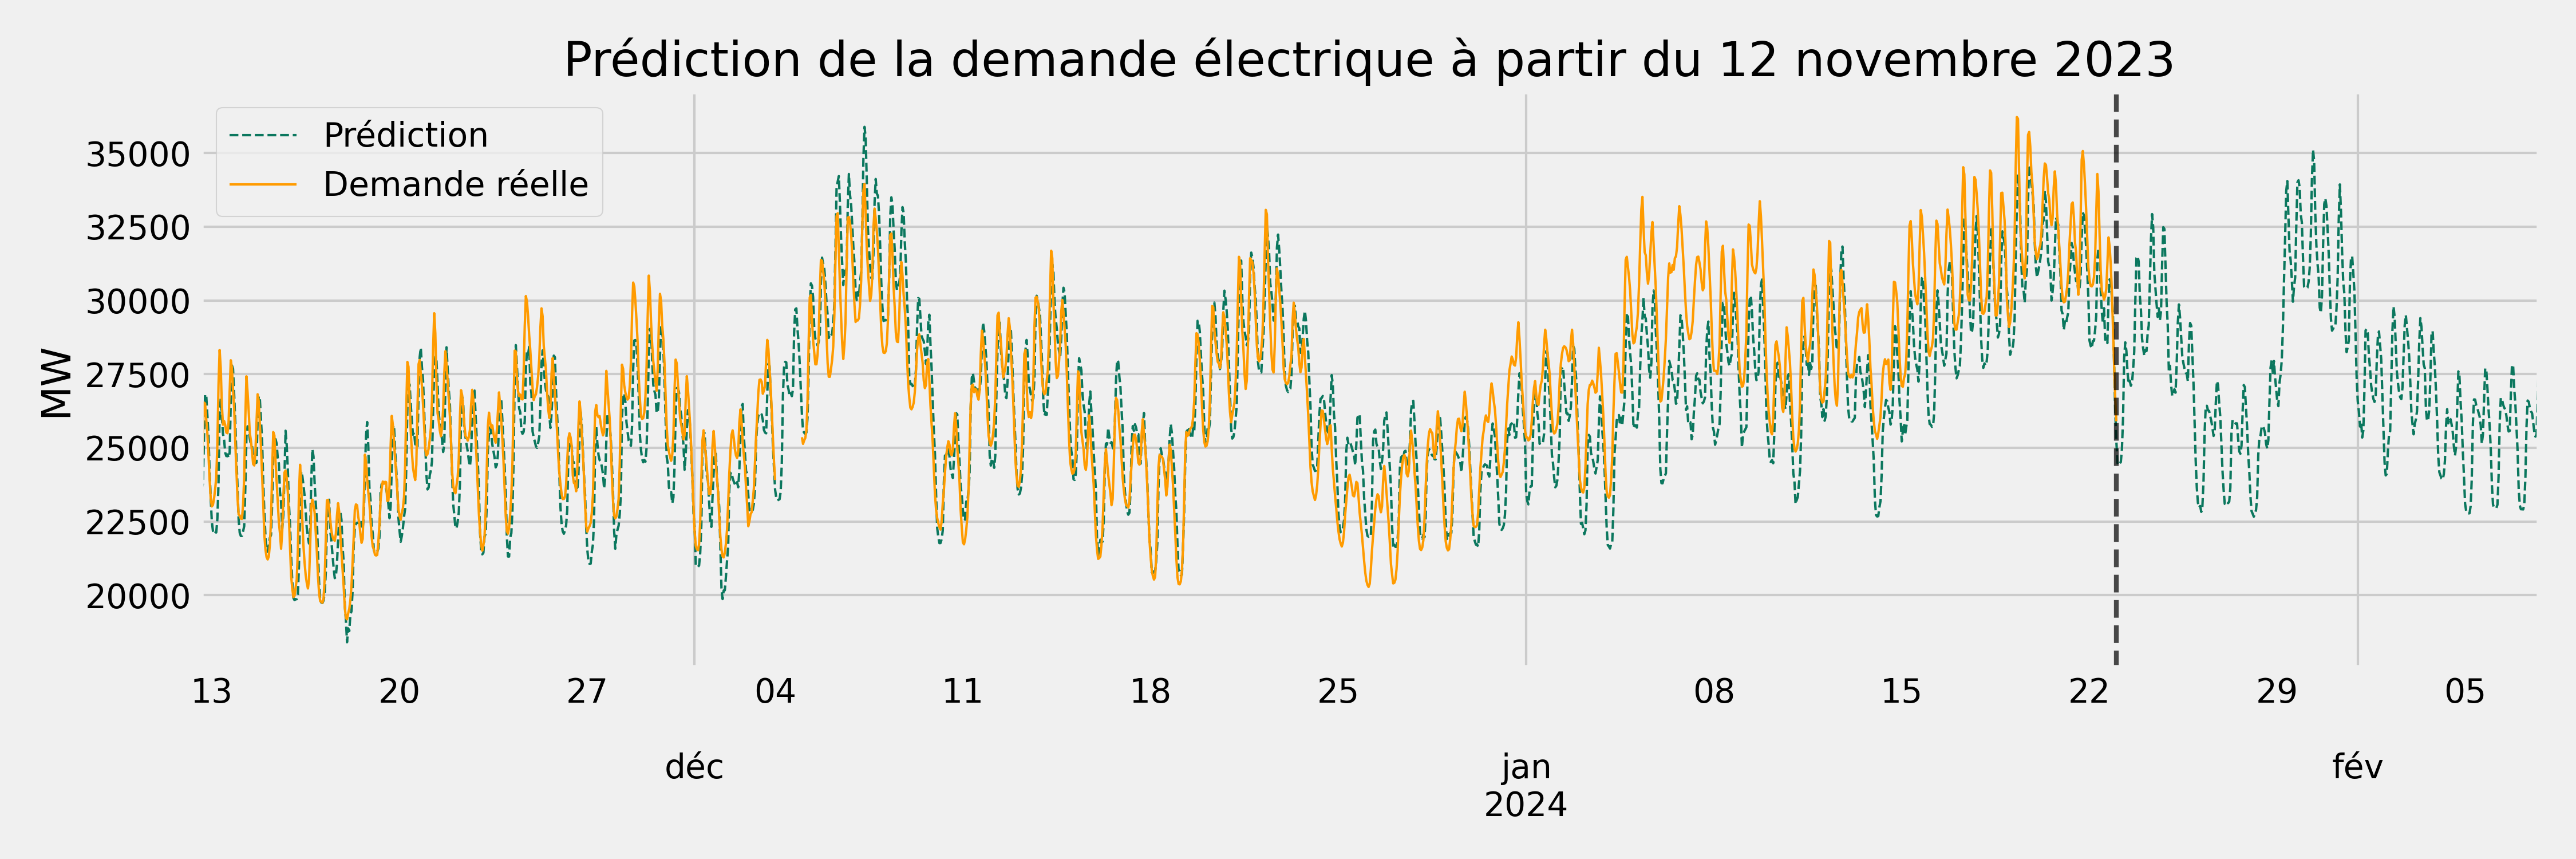 Prédiction de la demande électrique à partir du 12 novembre 2023
Prédiction
Demande réelle
MW
35000
32500
30000
27500
25000
22500
20000
13 20 27 04 11 18 25 08 15 22 29 05
déc jan fév
2024